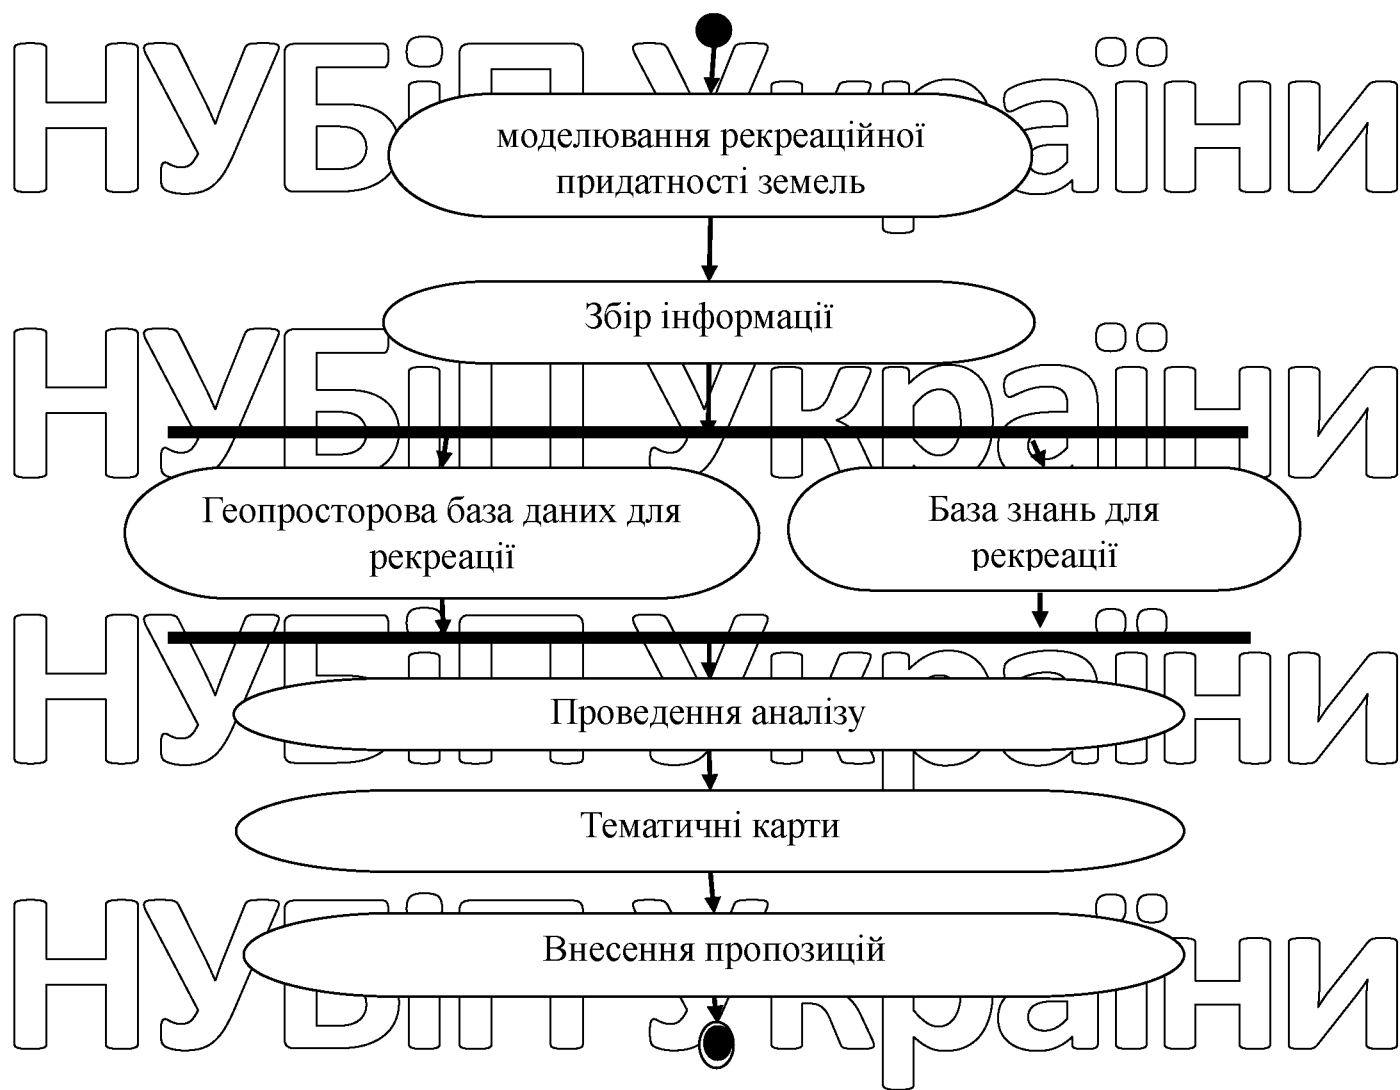 НУБіП України
моделювання рекреаційної
придатності земель
Збір інформації
НУБіП України
Геопросторова база даних для
рекреації
База знань для
рекреації
НУБіП України
Проведення аналізу
Тематичні карти
НУБіП України
Внесення пропозицій